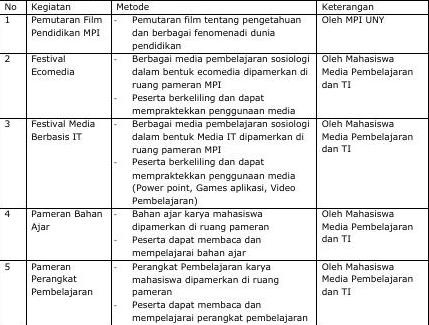 No Kegiatan Metode Keterangan
1 Pemutaran Film - Pemutaran film tentang pengetahuan Oleh MPI UNY
Pendidikan MPI dan berbagai fenomenadi dunia
pendidikan
2 Festival - Berbagai media pembelajaran sosiologi Oleh Mahasiswa
Ecomedia dalam bentuk ecomedia dipamerkan di Media Pembelajaran
ruang pameran MPI dan TI
- Peserta berkeliling dan dapat
mempraktekkan penggunaan media
3 Festival Media - Berbagai media pembelajaran sosiologi Oleh Mahasiswa
Berbasis IT dalam bentuk Media IT dipamerkan di Media Pembelajaran
ruang pameran MPI dan TI
- Peserta berkeliling dan dapat
mempraktekkan penggunaan media
(Power point, Games aplikasi, Video
Pembelajaran)
4 Pameran Bahan - Bahan ajar karya mahasiswa Oleh Mahasiswa
Ajar dipamerkan di ruang pameran Media Pembelajaran
- Peserta dapat membaca dan dan TI
mempelajarai bahan ajar
5 Pameran - Perangkat Pembelajaran karya Oleh Mahasiswa
Perangkat mahasiswa dipamerkan di ruang Media Pembelajaran
Pembelajaran pameran dan TI
- Peserta dapat membaca dan
mempelajarai perangkat pembelajaran